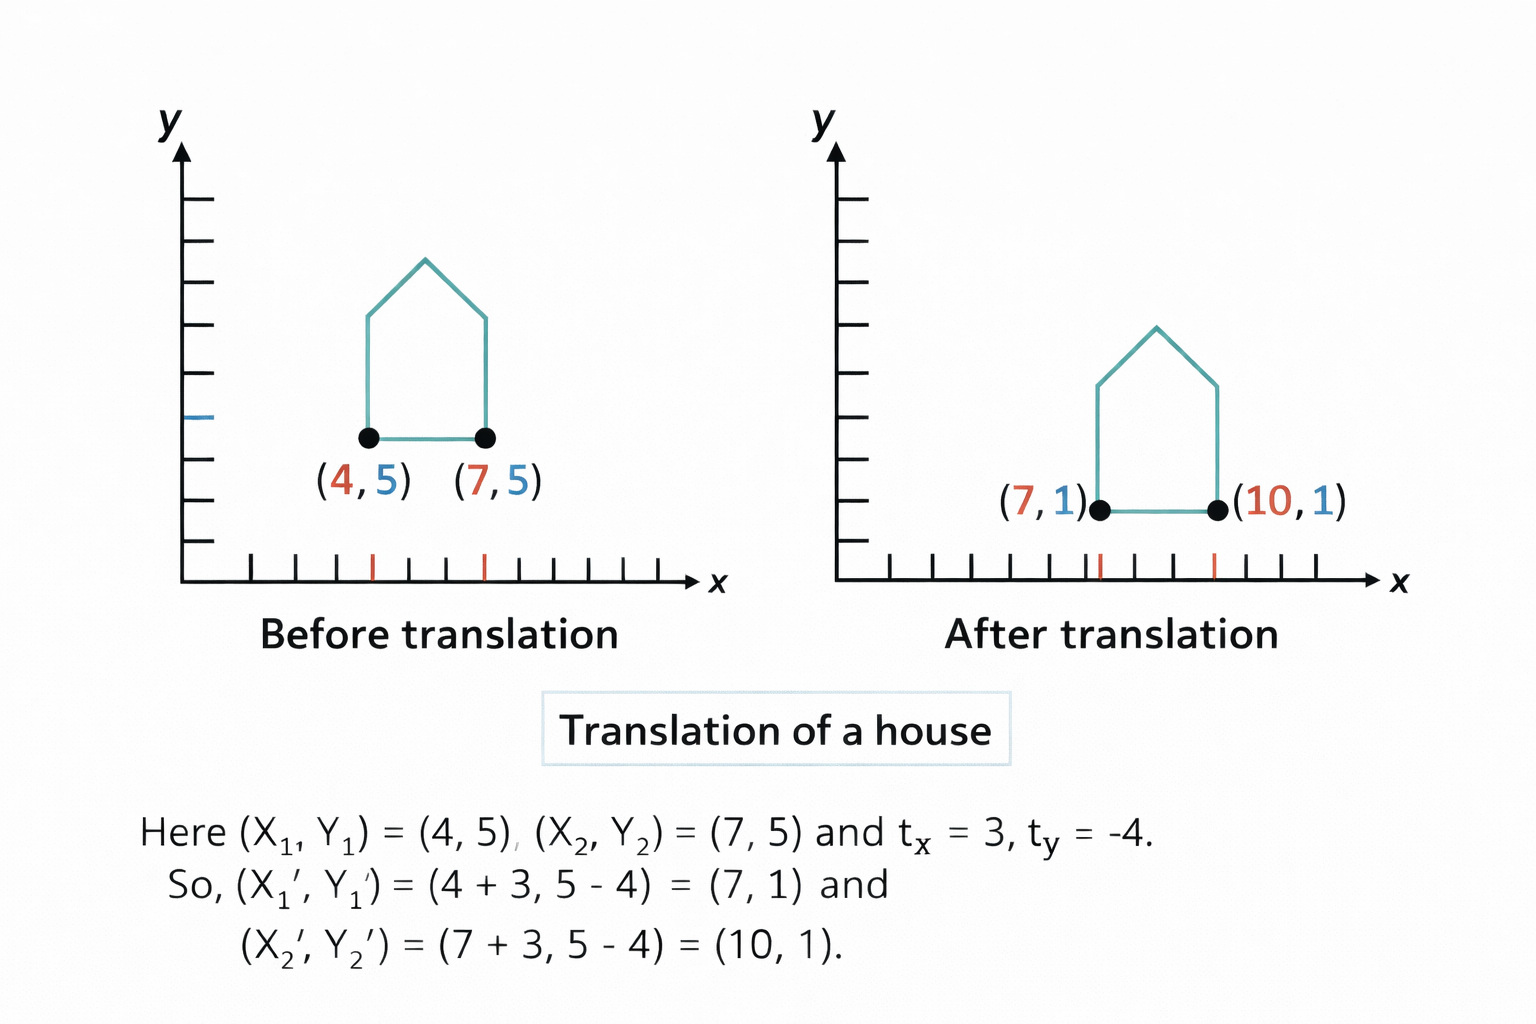 y
y
(4, 5) (7, 5)
(7, 1) (10, 1)
x
x
Before translation
After translation
Translation of a house
Here (X₁, Y₁) = (4, 5), (X₂, Y₂) = (7, 5) and tₓ = 3, tᵧ = -4.
So, (X₁′, Y₁′) = (4 + 3, 5 - 4) = (7, 1) and
(X₂′, Y₂′) = (7 + 3, 5 - 4) = (10, 1).